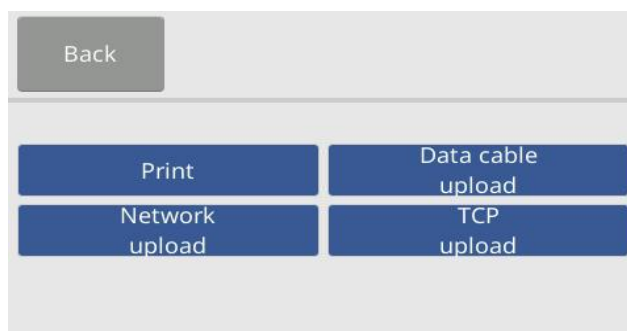 Back
Print
Data cable
upload
Network
upload
TCP
upload